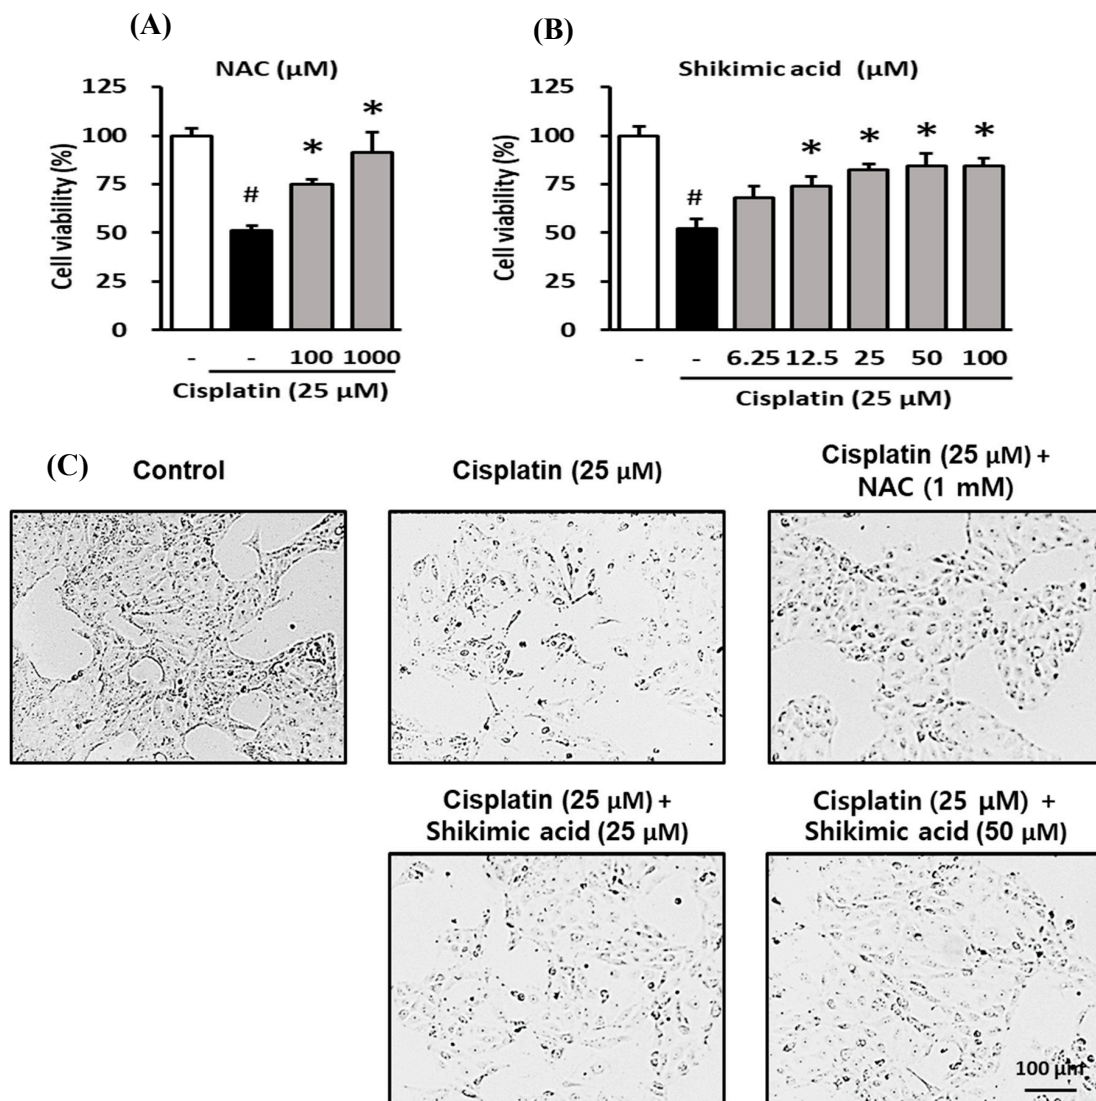 (A)
NAC (µM)
Cell viability (%)
125
100
75
50
25
0
*
*
#
- - 100 1000
Cisplatin (25 µM)
(B)
Shikimic acid (µM)
Cell viability (%)
125
100
75
50
25
0
#
* * * *
- - 6.25 12.5 25 50 100
Cisplatin (25 µM)
(C)
Control
Cisplatin (25 µM)
Cisplatin (25 µM) +
NAC (1 mM)
Cisplatin (25 µM) +
Shikimic acid (25 µM)
Cisplatin (25 µM) +
Shikimic acid (50 µM)
100 µm